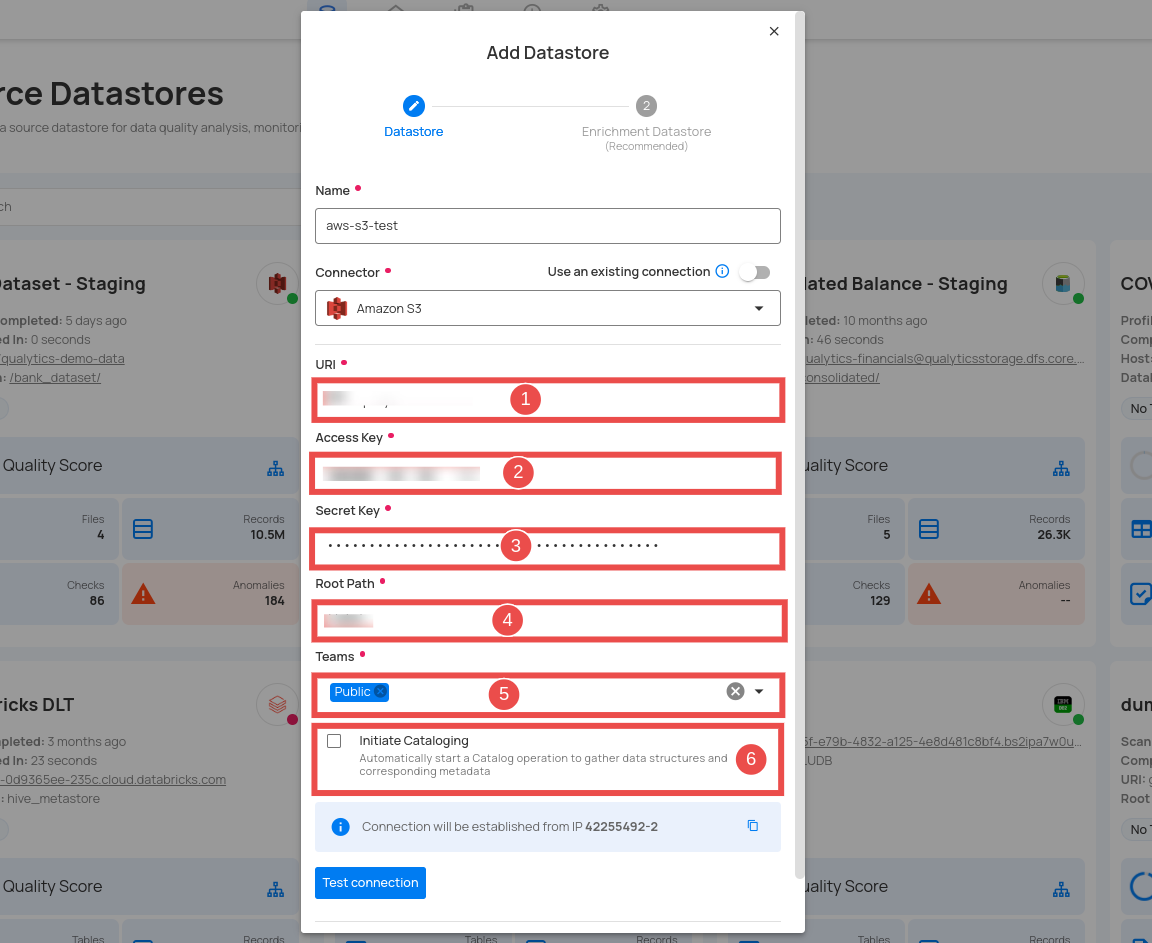 Add Datastore
2
Datastore
Enrichment Datastore
(Recommended)
rce Datastores
a source datastore for data quality analysis, monitori
Name
ch
aws-s3-test
Connector
Use an existing connection
Amazon S3
ataset - Staging
ompleted: 5 days ago
ed In: 0 seconds
/qualytics-demo-data
/bank_dataset/
lated Balance - Staging
leted: 10 months ago
n: 46 seconds
ualytics-financials@qualyticsstorage.dfs.core....
onsolidated/
COV
Profil
Comp
Host:
Datal
No T
URI
1
Access Key
2
Secret Key
3
Root Path
4
Teams
Public
5
Initiate Cataloging
Automatically start a Catalog operation to gather data structures and
corresponding metadata
6
Connection will be established from IP 42255492-2
Test connection
Quality Score
Files
4
Records
10.5M
Checks
86
Anomalies
184
uality Score
Files
5
Records
26.3K
Checks
129
Anomalies
--
ricks DLT
pleted: 3 months ago
In: 23 seconds
-0d9365ee-235c.cloud.databricks.com
: hive_metastore
5f-e79b-4832-a125-4e8d481c8bf4.bs2ipa7w0u...
LUDB
dum
Scan
Comp
URI: g
Root
No T
Quality Score
uality Score
Tables
Records
Tables
Records
Tables
Records